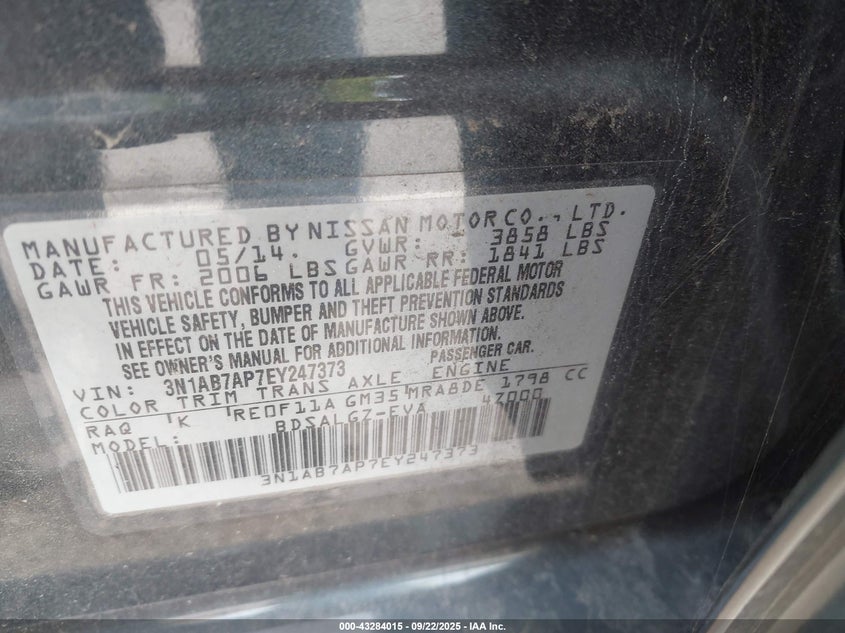 MANUFACTURED BY NISSAN MOTOR CO., LTD.
DATE: 05/14. GVWR: 3858 LBS
GAWR FR: 2006 LBS GAWR RR: 1841 LBS
THIS VEHICLE CONFORMS TO ALL APPLICABLE FEDERAL MOTOR
VEHICLE SAFETY, BUMPER AND THEFT PREVENTION STANDARDS
IN EFFECT ON THE DATE OF MANUFACTURE SHOWN ABOVE.
SEE OWNER'S MANUAL FOR ADDITIONAL INFORMATION.
VIN: 3N1AB7AP7EY247373 PASSENGER CAR.
COLOR TRIM TRANS AXLE ENGINE
RAQ K RE0F11A GM35 MRA8DE 1798 CC
MODEL: BDSALGZ-EVA 47000
3N1AB7AP7EY247373
000-43284015 | 09/22/2025 | IAA Inc.